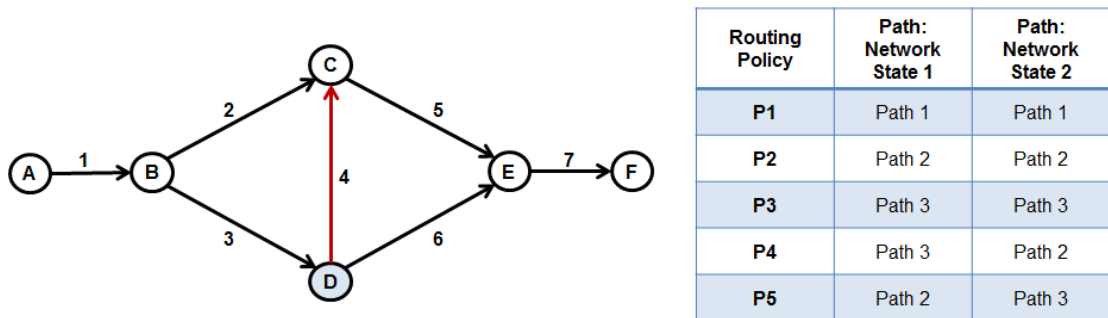 C
2
5
A
1
B
4
E
7
F
3
6
D
Routing Policy
Path: Network State 1
Path: Network State 2
P1
Path 1
Path 1
P2
Path 2
Path 2
P3
Path 3
Path 3
P4
Path 3
Path 2
P5
Path 2
Path 3